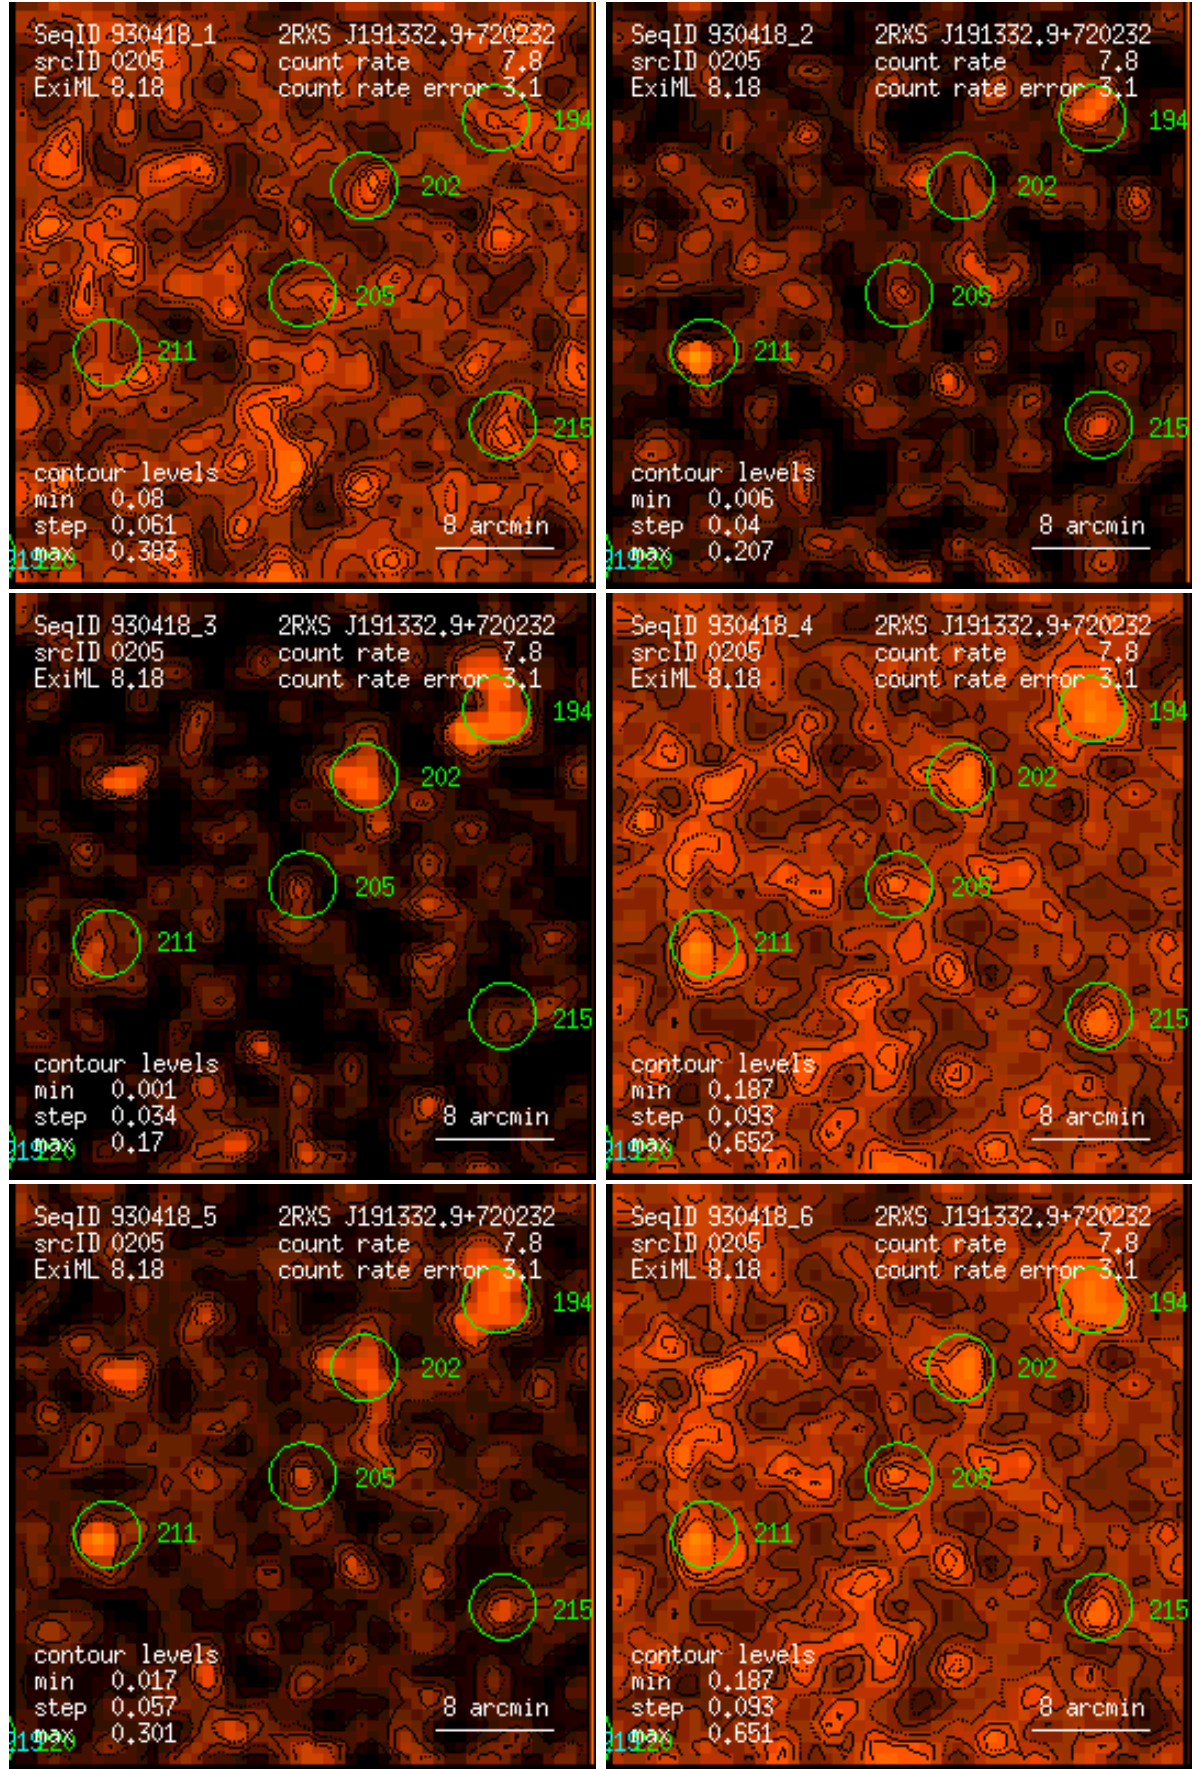 SeqID 930418_1 2RXS J191332.9+720232
srcID 0205 count rate 7.8
ExiML 8.18 count rate error 3.1
194
202
205
211
215
contour levels
min 0.08
step 0.061 8 arcmin
max 0.383
SeqID 930418_2 2RXS J191332.9+720232
srcID 0205 count rate 7.8
ExiML 8.18 count rate error 3.1
194
202
205
211
215
contour levels
min 0.006
step 0.04 8 arcmin
max 0.207
SeqID 930418_3 2RXS J191332.9+720232
srcID 0205 count rate 7.8
ExiML 8.18 count rate error 3.1
194
202
205
211
215
contour levels
min 0.001
step 0.034 8 arcmin
max 0.17
SeqID 930418_4 2RXS J191332.9+720232
srcID 0205 count rate 7.8
ExiML 8.18 count rate error 3.1
194
202
205
211
215
contour levels
min 0.187
step 0.093 8 arcmin
max 0.652
SeqID 930418_5 2RXS J191332.9+720232
srcID 0205 count rate 7.8
ExiML 8.18 count rate error 3.1
194
202
205
211
215
contour levels
min 0.017
step 0.057 8 arcmin
max 0.301
SeqID 930418_6 2RXS J191332.9+720232
srcID 0205 count rate 7.8
ExiML 8.18 count rate error 3.1
194
202
205
211
215
contour levels
min 0.187
step 0.093 8 arcmin
max 0.651